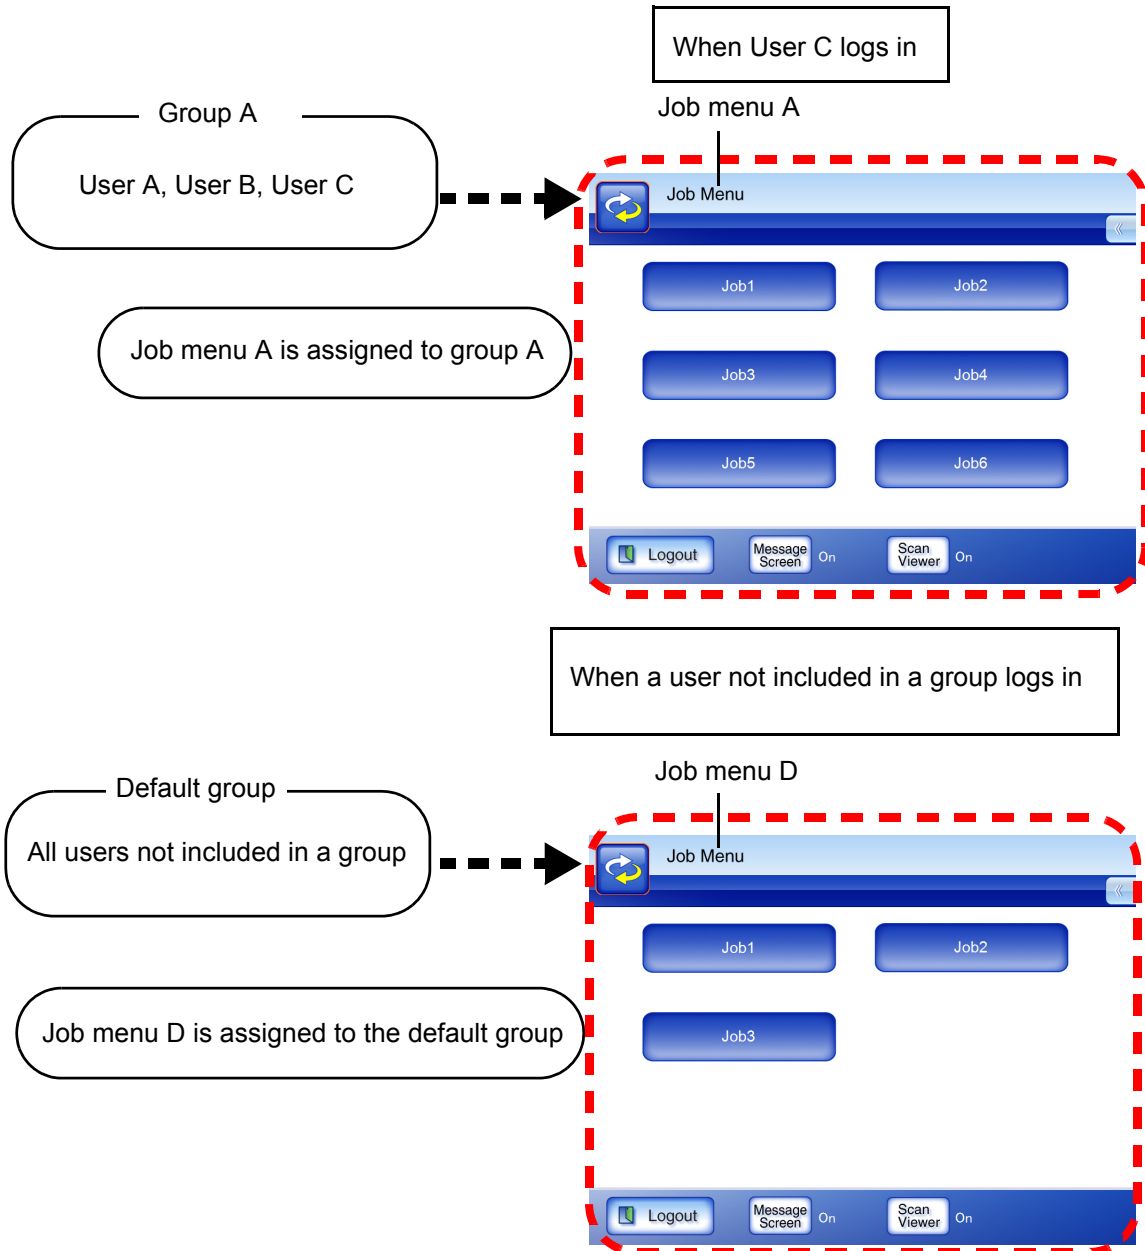 When User C logs in
Job menu A
Group A
User A, User B, User C
Job Menu
Job1
Job2
Job menu A is assigned to group A
Job3
Job4
Job5
Job6
Logout
Message
Screen
On
Scan
Viewer
On
When a user not included in a group logs in
Job menu D
Default group
All users not included in a group
Job Menu
Job1
Job2
Job menu D is assigned to the default group
Job3
Logout
Message
Screen
On
Scan
Viewer
On